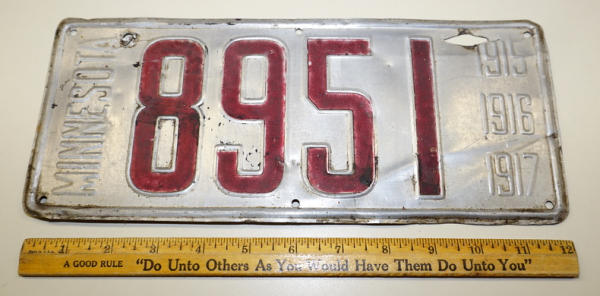 MINNESOTA
8951
1915
1916
1917
1 2 3 4 5 6 7 8 9 10 11 12
A GOOD RULE "Do Unto Others As You Would Have Them Do Unto You"